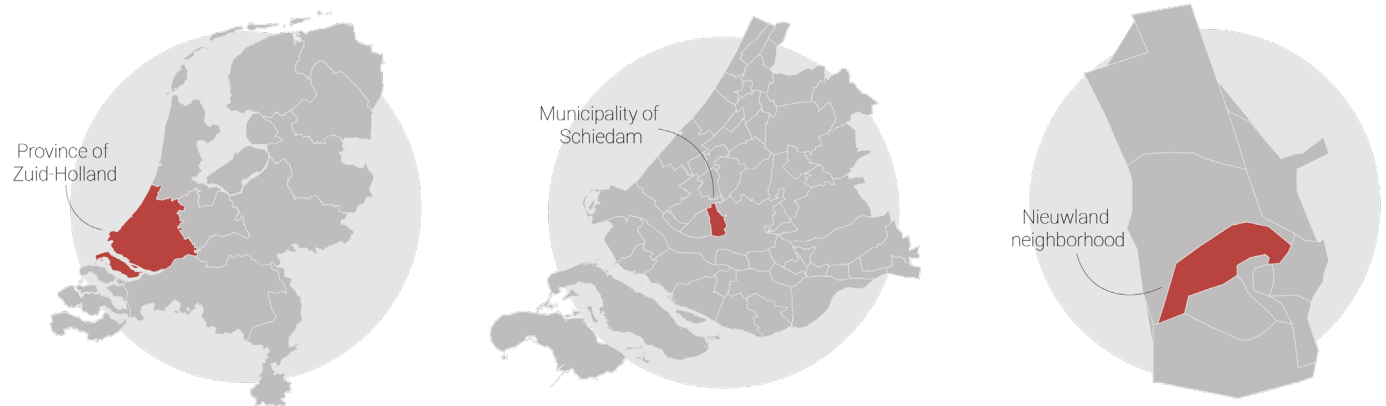 Province of
Zuid-Holland
Municipality of
Schiedam
Nieuwland
neighborhood